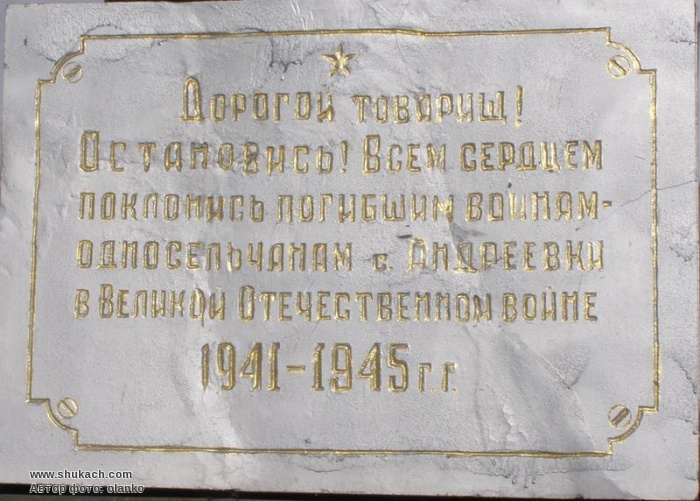 Дорогой товарищ!
Остановись! Всем сердцем
поклонись погибшим воинам-
односельчанам с. Андреевки
в Великой Отечественной войне
1941-1945 г.г.
www.shukach.com
Автор фото: olanko